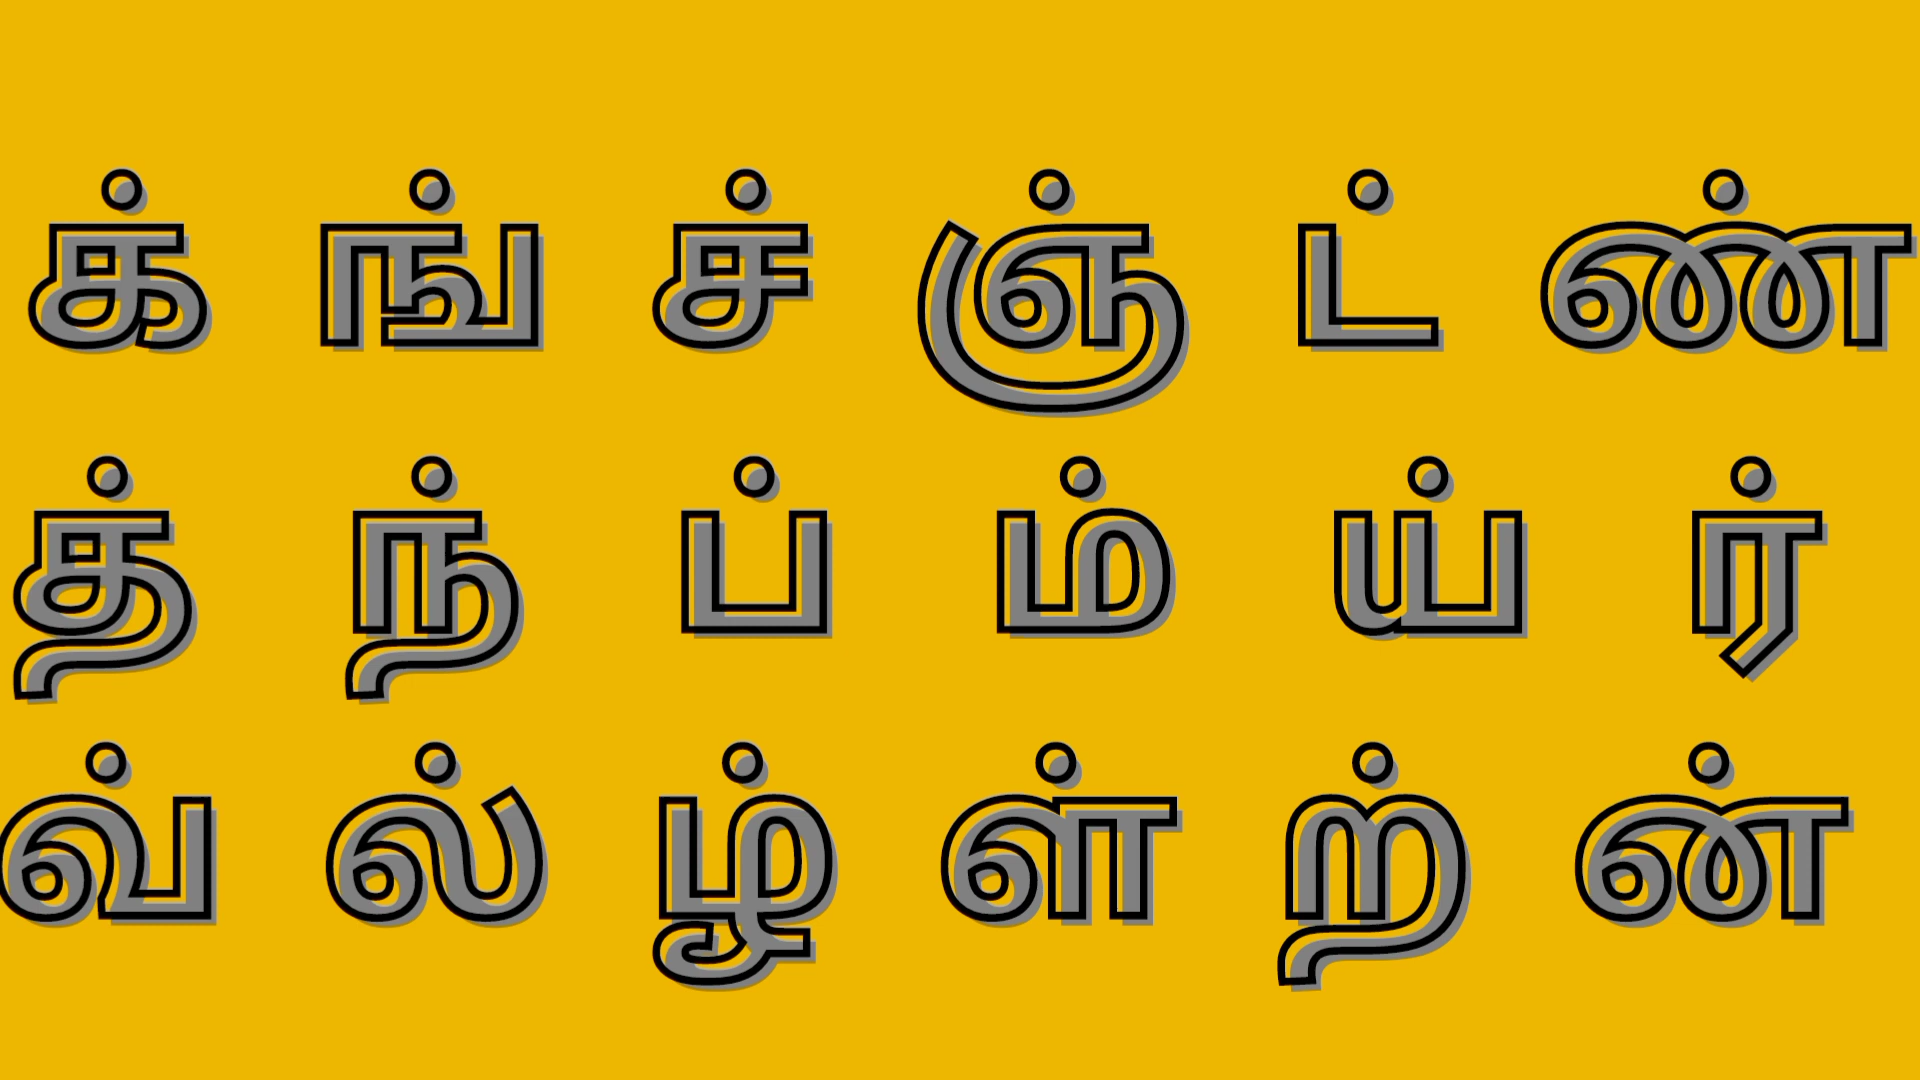 க் ங் ச் ஞ் ட் ண்
த் ந் ப் ம் ய் ர்
வ் ல் ழ் ள் ற் ன்